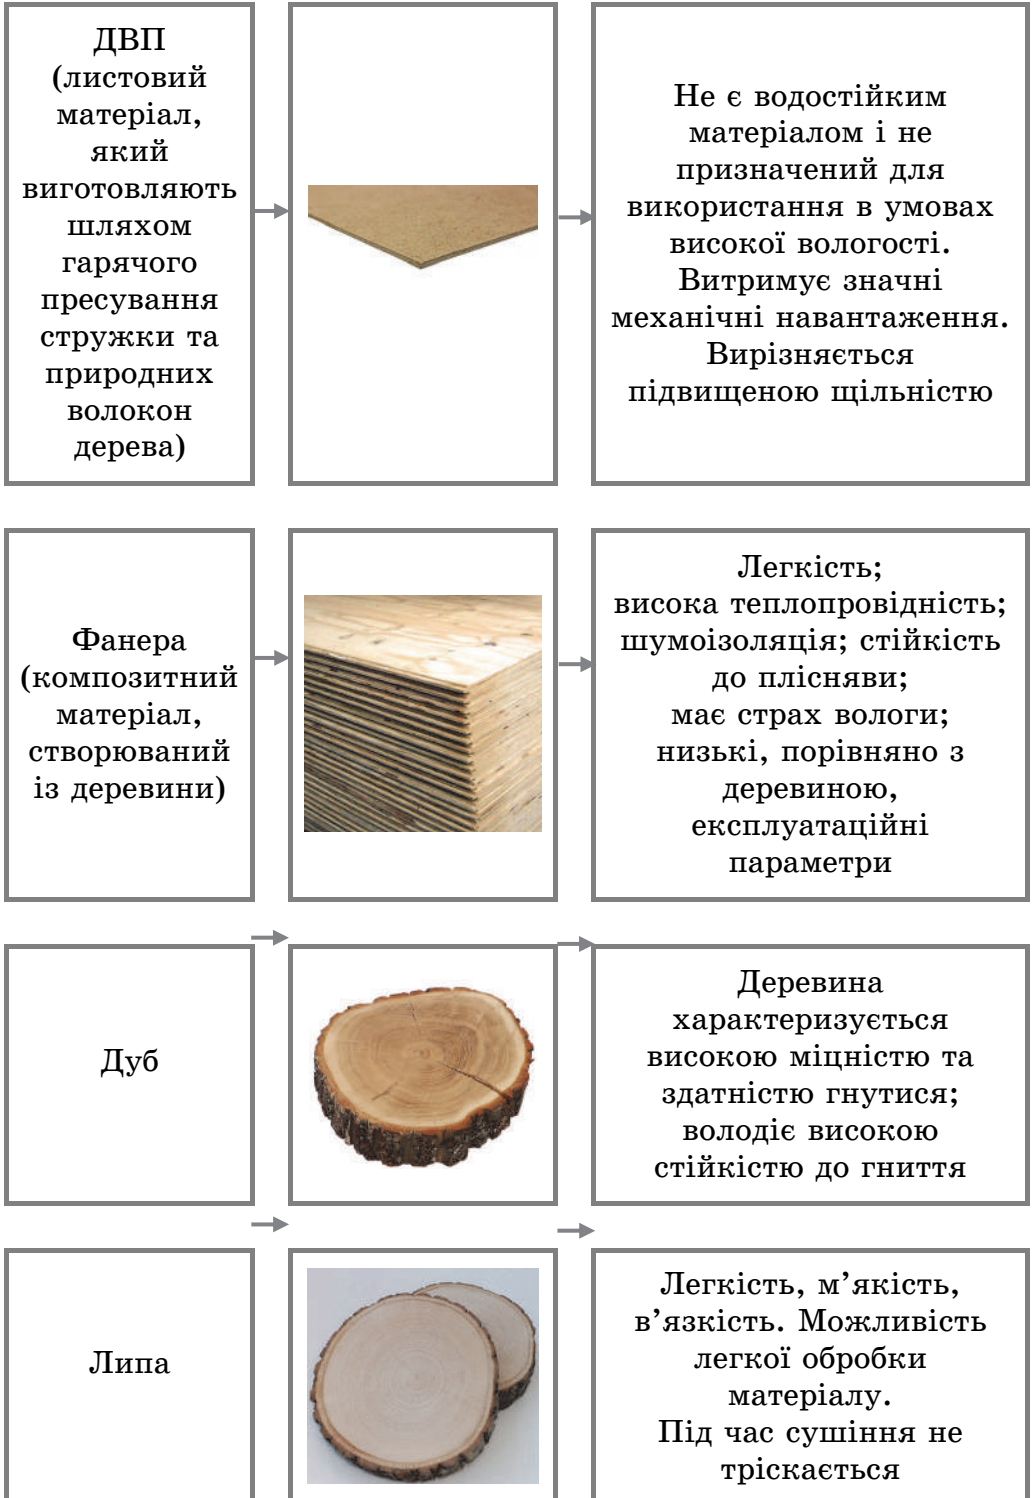 ДВП
(листовий
матеріал,
який
виготовляють
шляхом
гарячого
пресування
стружки та
природних
волокон
дерева)
Не є водостійким
матеріалом і не
призначений для
використання в умовах
високої вологості.
Витримує значні
механічні навантаження.
Вирізняється
підвищеною щільністю
Фанера
(композитний
матеріал,
створюваний
із деревини)
Легкість;
висока теплопровідність;
шумоізоляція; стійкість
до плісняви;
має страх вологи;
низькі, порівняно з
деревиною,
експлуатаційні
параметри
Дуб
Деревина
характеризується
високою міцністю та
здатністю гнутися;
володіє високою
стійкістю до гниття
Липа
Легкість, м’якість,
в’язкість. Можливість
легкої обробки
матеріалу.
Під час сушіння не
тріскається